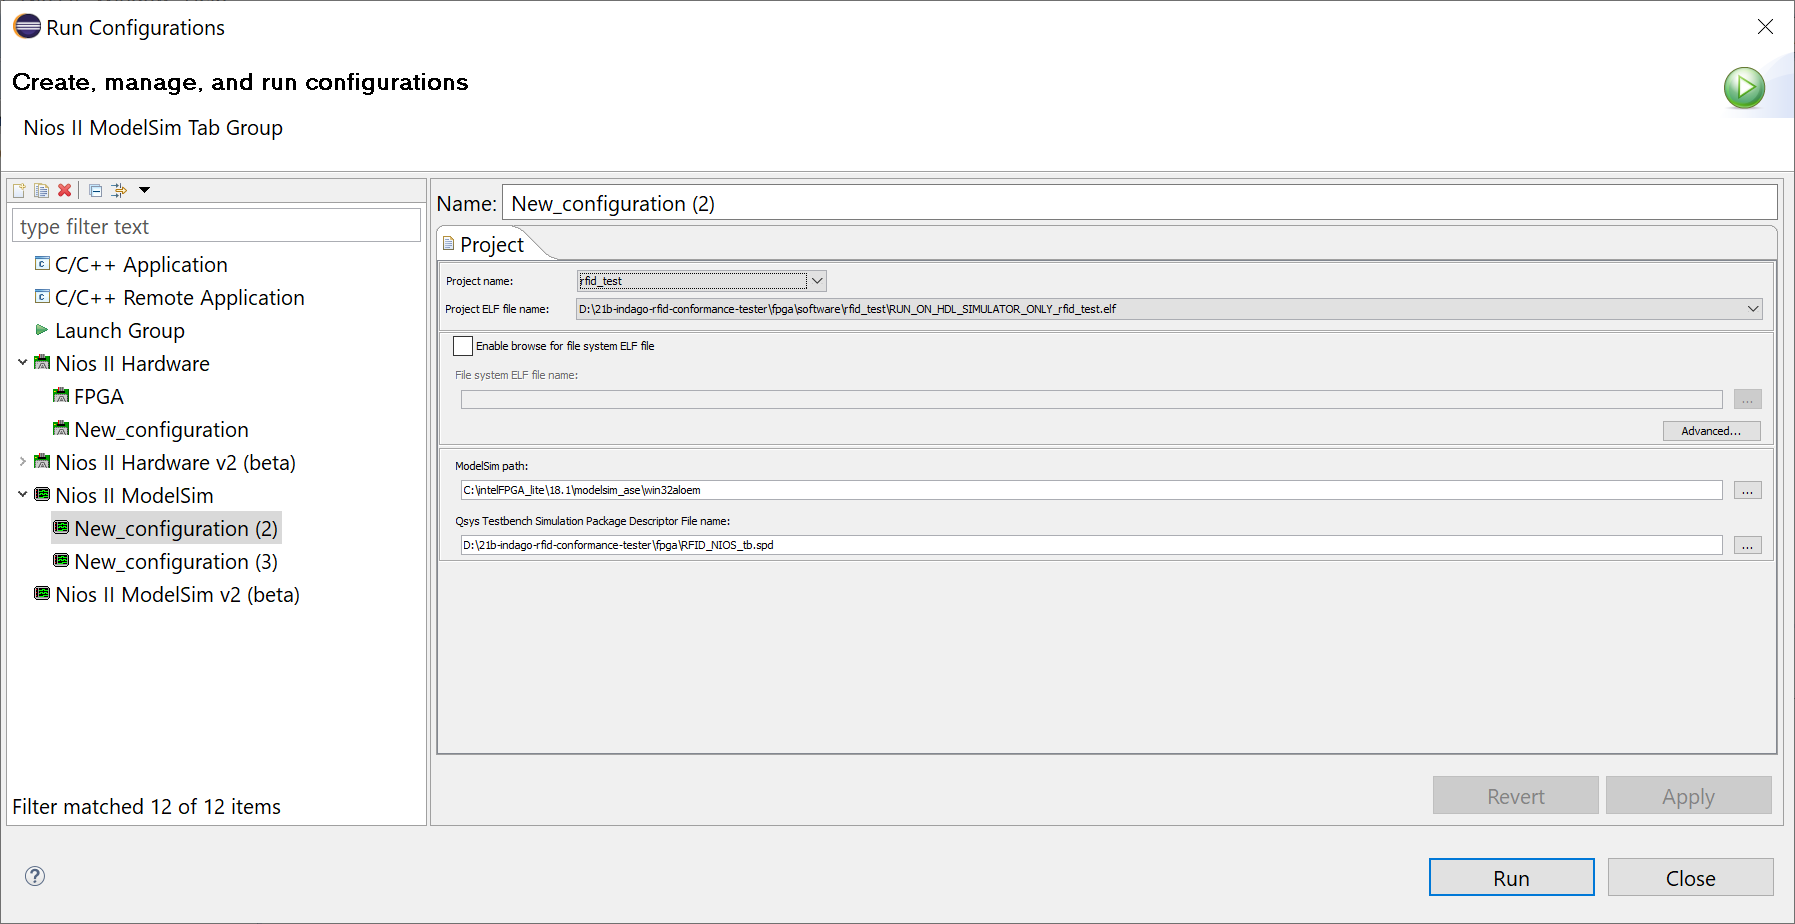 Run Configurations
Create, manage, and run configurations
Nios II ModelSim Tab Group
type filter text
C/C++ Application
C/C++ Remote Application
Launch Group
Nios II Hardware
FPGA
New_configuration
Nios II Hardware v2 (beta)
Nios II ModelSim
New_configuration (2)
New_configuration (3)
Nios II ModelSim v2 (beta)
Filter matched 12 of 12 items
Name: New_configuration (2)
Project
Project name: rfid_test
Project ELF file name: D:\21b-indago-rfid-conformance-tester\fpga\software\rfid_test\RUN_ON_HDL_SIMULATOR_ONLY_rfid_test.elf
Enable browse for file system ELF file
File system ELF file name:
...
Advanced...
ModelSim path:
C:\intelFPGA_lite\18.1\modelsim_ase\win32aloem ...
Qsys Testbench Simulation Package Descriptor File name:
D:\21b-indago-rfid-conformance-tester\fpga\RFID_NIOS_tb.spd ...
Revert Apply
Run Close